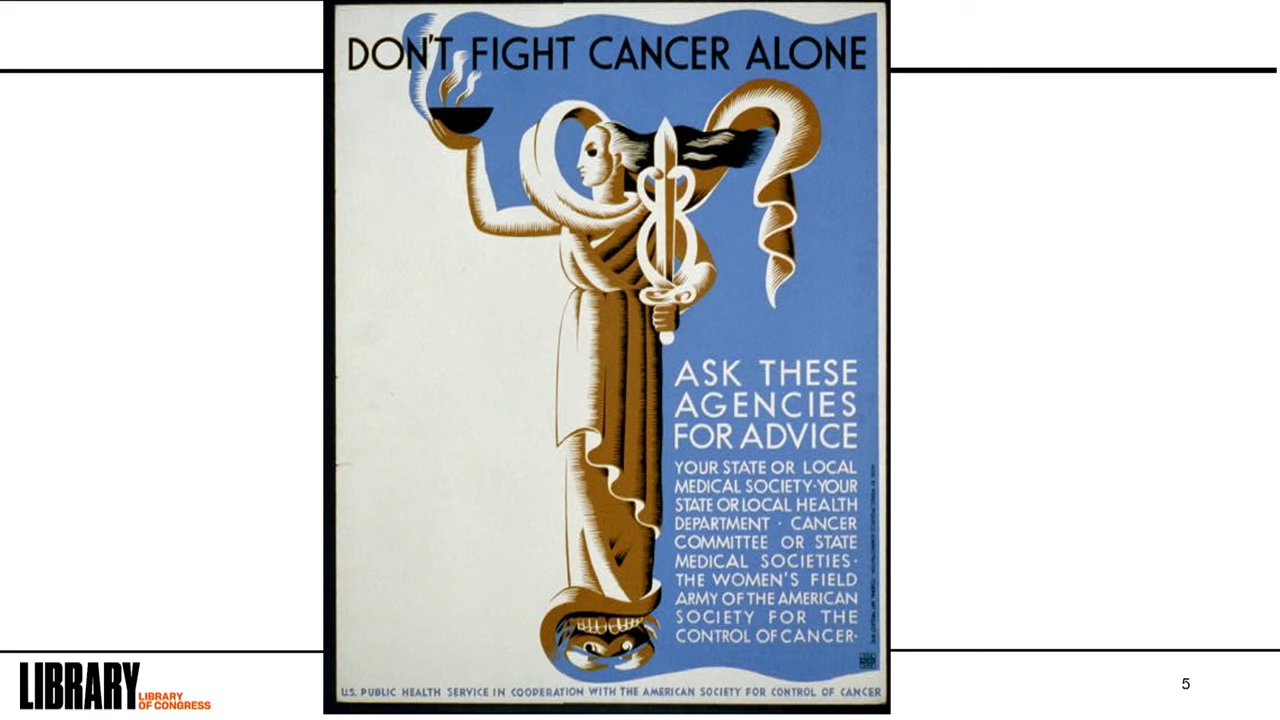 DON'T FIGHT CANCER ALONE
ASK THESE
AGENCIES
FOR ADVICE
YOUR STATE OR LOCAL
MEDICAL SOCIETY·YOUR
STATE OR LOCAL HEALTH
DEPARTMENT · CANCER
COMMITTEE OR STATE
MEDICAL SOCIETIES·
THE WOMEN'S FIELD
ARMY OF THE AMERICAN
SOCIETY FOR THE
CONTROL OF CANCER·
U.S. PUBLIC HEALTH SERVICE IN COOPERATION WITH THE AMERICAN SOCIETY FOR CONTROL OF CANCER
LIBRARY
LIBRARY
OF CONGRESS
5